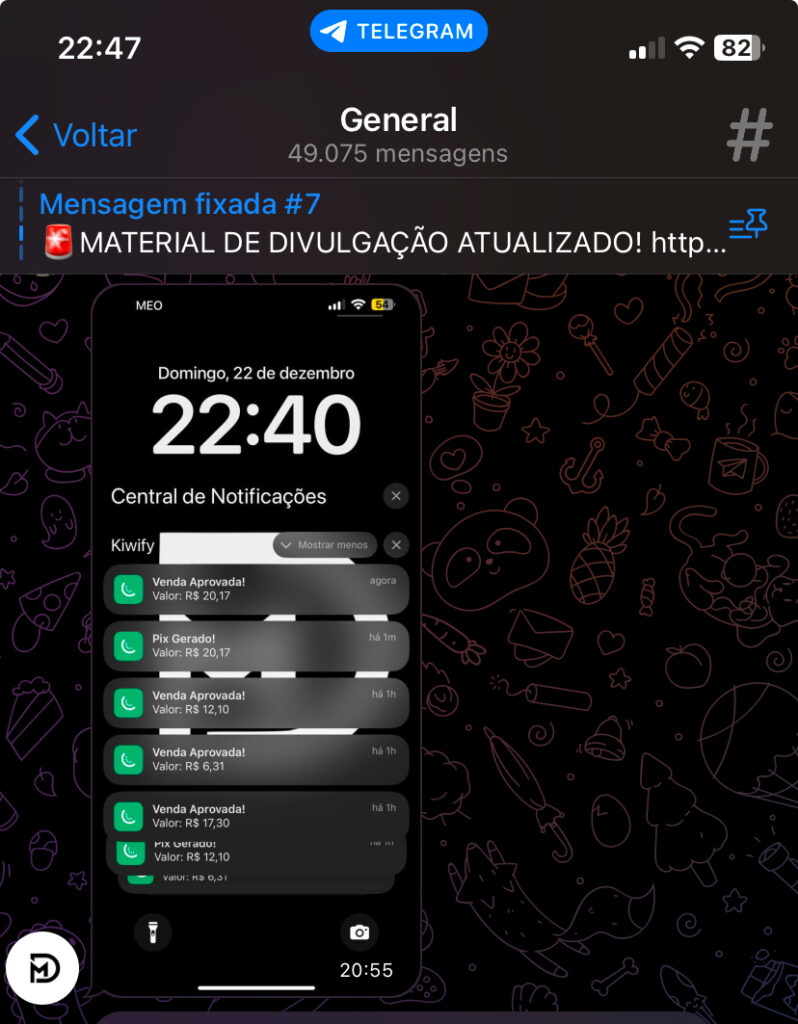 22:47
TELEGRAM
82
Voltar
General
49.075 mensagens
Mensagem fixada #7
MATERIAL DE DIVULGAÇÃO ATUALIZADO! http...
MEO
54
Domingo, 22 de dezembro
22:40
Central de Notificações
Kiwify
Mostrar menos
Venda Aprovada!
agora
Valor: R$ 20,17
Pix Gerado!
há 1m
Valor: R$ 20,17
Venda Aprovada!
há 1h
Valor: R$ 12,10
Venda Aprovada!
há 1h
Valor: R$ 6,31
Venda Aprovada!
há 1h
Valor: R$ 17,30
Pix Gerado!
há 1h
Valor: R$ 12,10
Valor: R$ 6,31
20:55